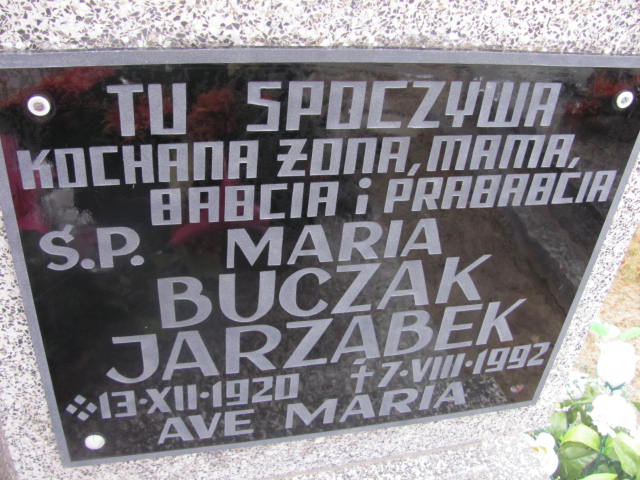 TU SPOCZYWA
KOCHANA ŻONA, MAMA,
BABCIA i PRABABCIA
Ś.P. MARIA
BUCZAK
JARZĄBEK
13·XII·1920 †7·VIII·1992
AVE MARIA